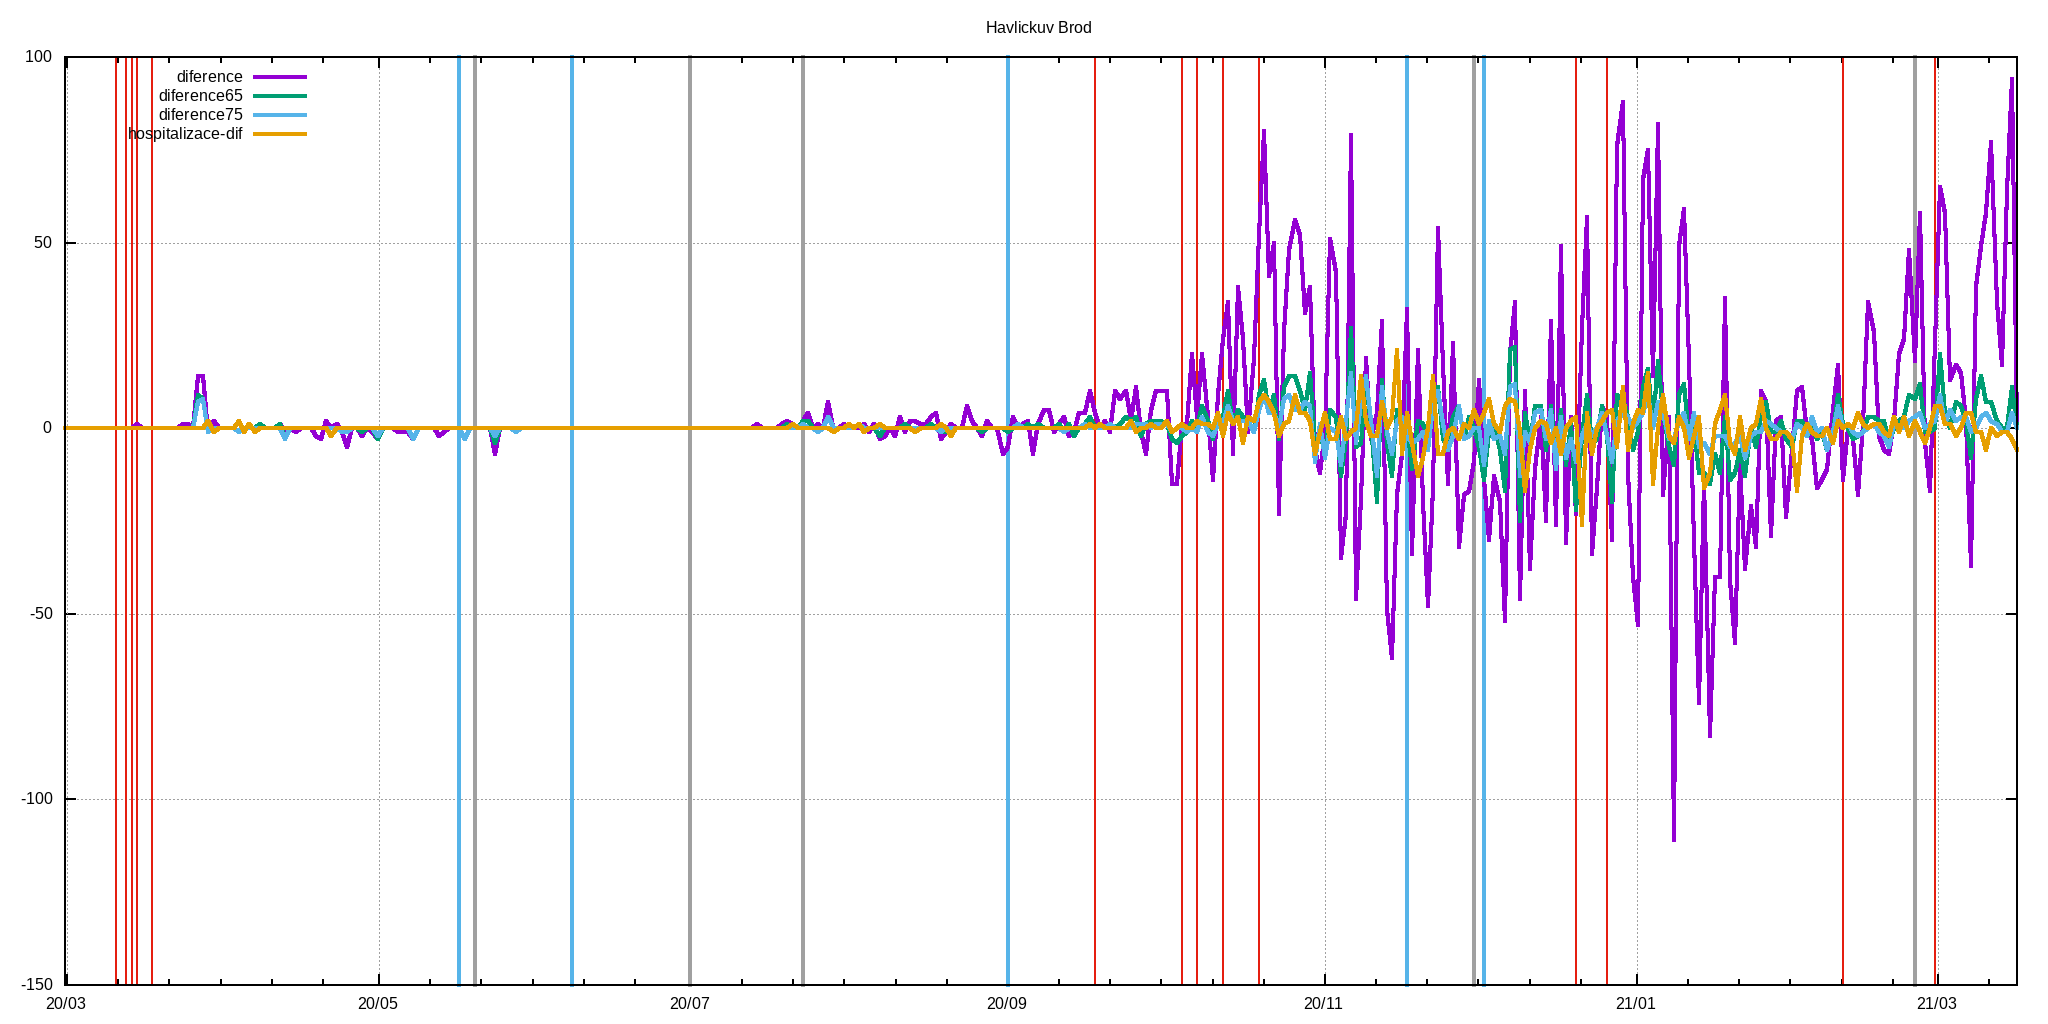 Havlickuv Brod
100
50
0
-50
-100
-150
diference
diference65
diference75
hospitalizace-dif
20/03
20/05
20/07
20/09
20/11
21/01
21/03